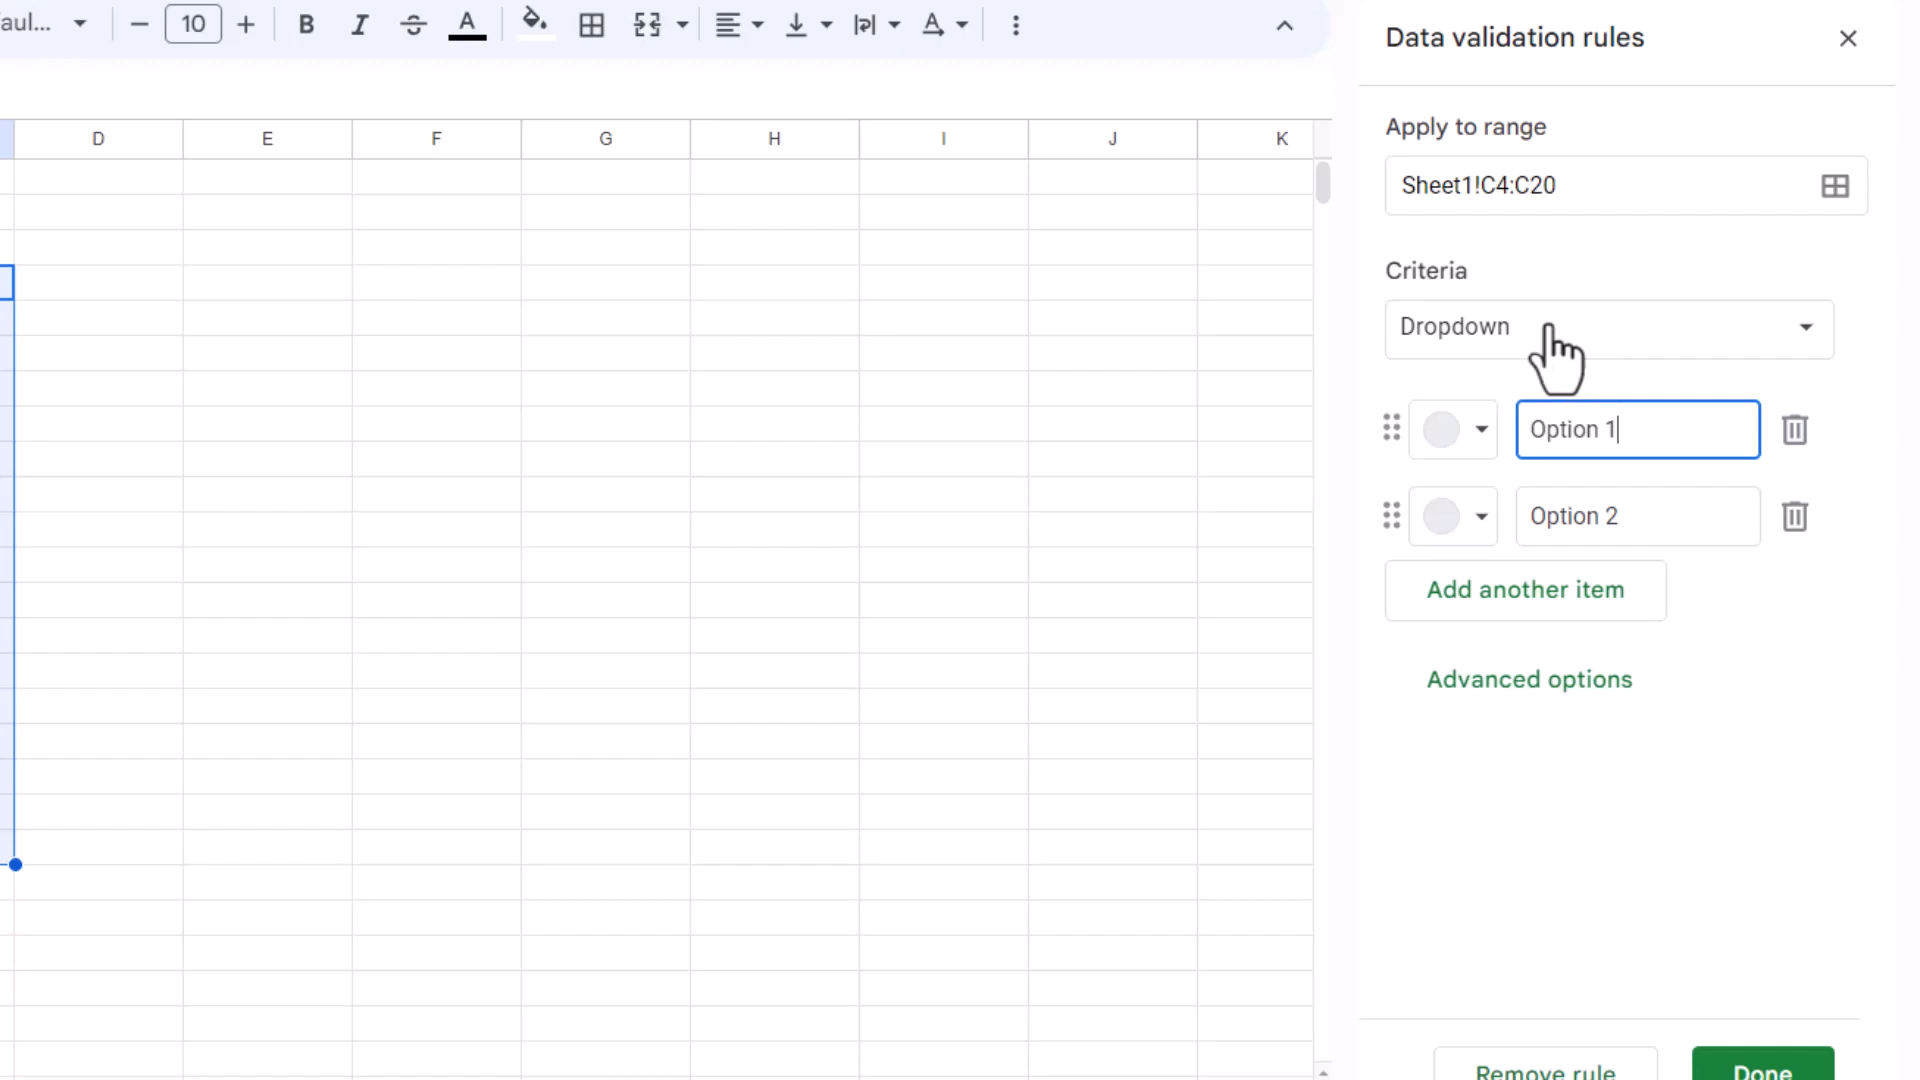 aul... 10 B I S A
Data validation rules
D E F G H I J K
Apply to range
Sheet1!C4:C20
Criteria
Dropdown
Option 1
Option 2
Add another item
Advanced options
Remove rule Done